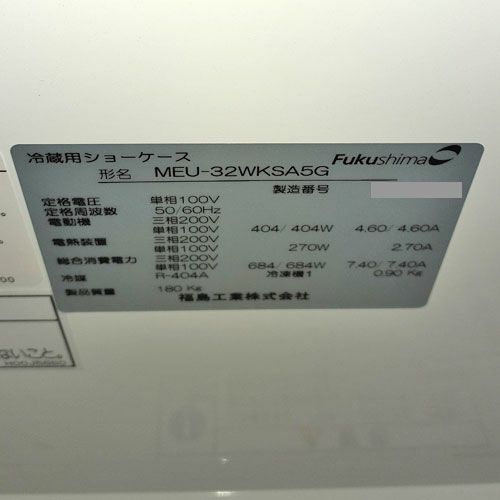 冷蔵用ショーケース
Fukushima
形名 MEU-32WKSA5G
製造番号
定格電圧 単相100V
定格周波数 50/60Hz
電動機 三相200V
単相100V 404/404W 4.60/4.60A
電熱装置 三相200V
単相100V 270W 2.70A
総合消費電力 三相200V
単相100V 684/684W 7.40/7.40A
冷媒 R-404A 冷凍機1 0.90 Kg
製品質量 180 Kg
福島工業株式会社
ないこと。